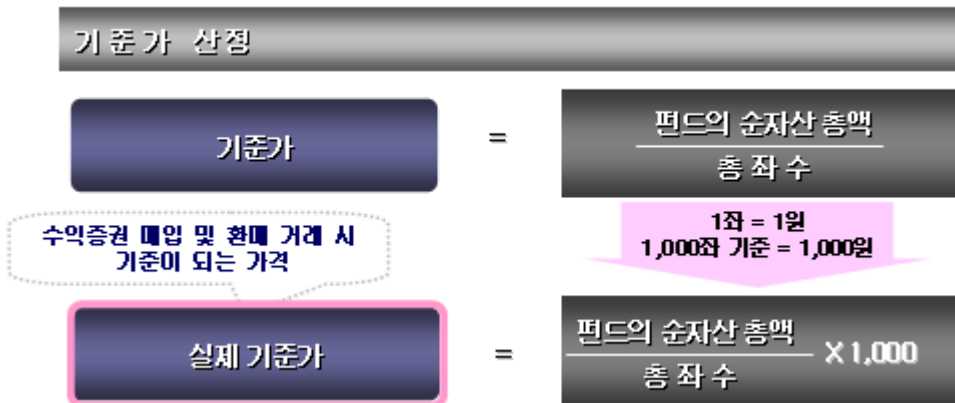 기준가 산정
기준가
=
펀드의 순자산 총액
총 좌 수
수익증권 매입 및 환매 거래 시
기준이 되는 가격
1좌 = 1원
1,000좌 기준 = 1,000원
실제 기준가
=
펀드의 순자산 총액
총 좌 수
X 1,000